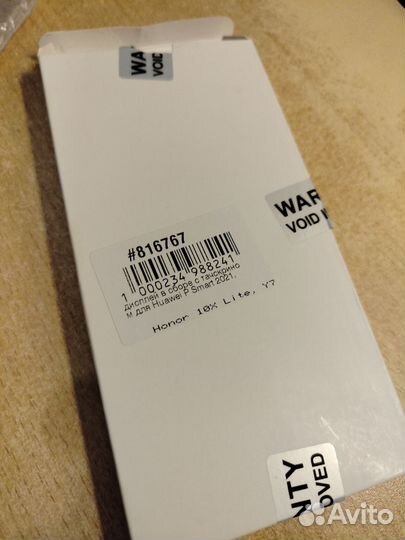 WAR
VOID
#816767
1 000234 988241
дисплей в сборе с тачскрино
м для Huawei P Smart 2021,
Honor 10X Lite, Y7
WAR
VOID
NTY
OVED
Avito